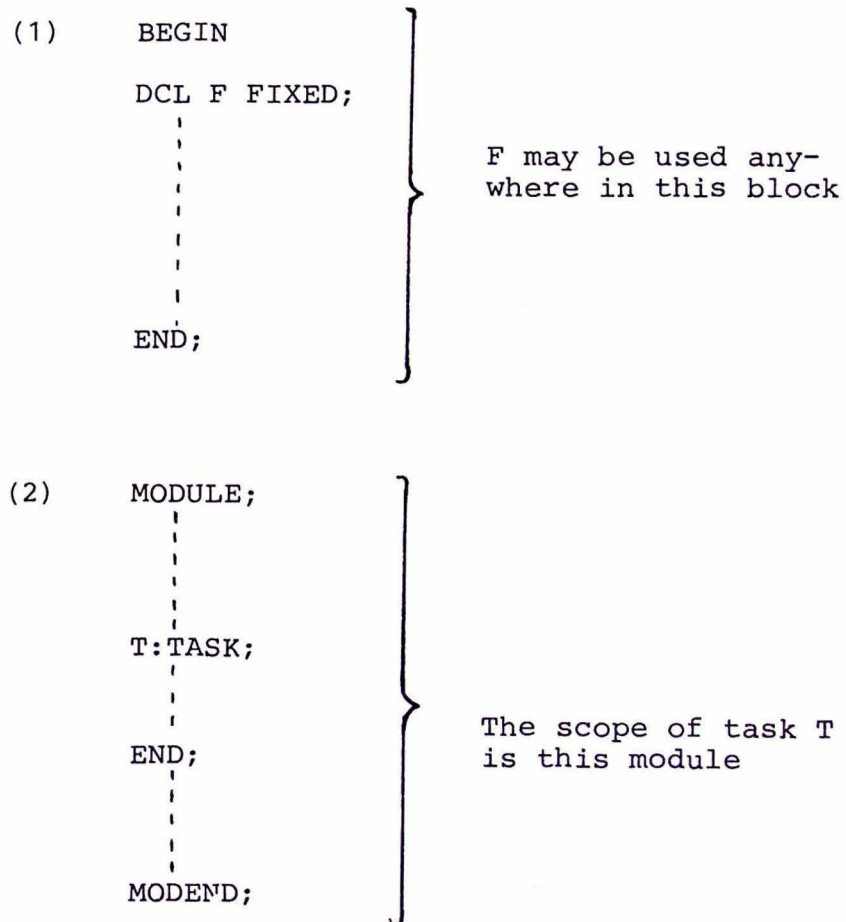 (1) BEGIN
DCL F FIXED;
F may be used any-
where in this block
END;
(2) MODULE;
T:TASK;
The scope of task T
is this module
END;
MODEND;